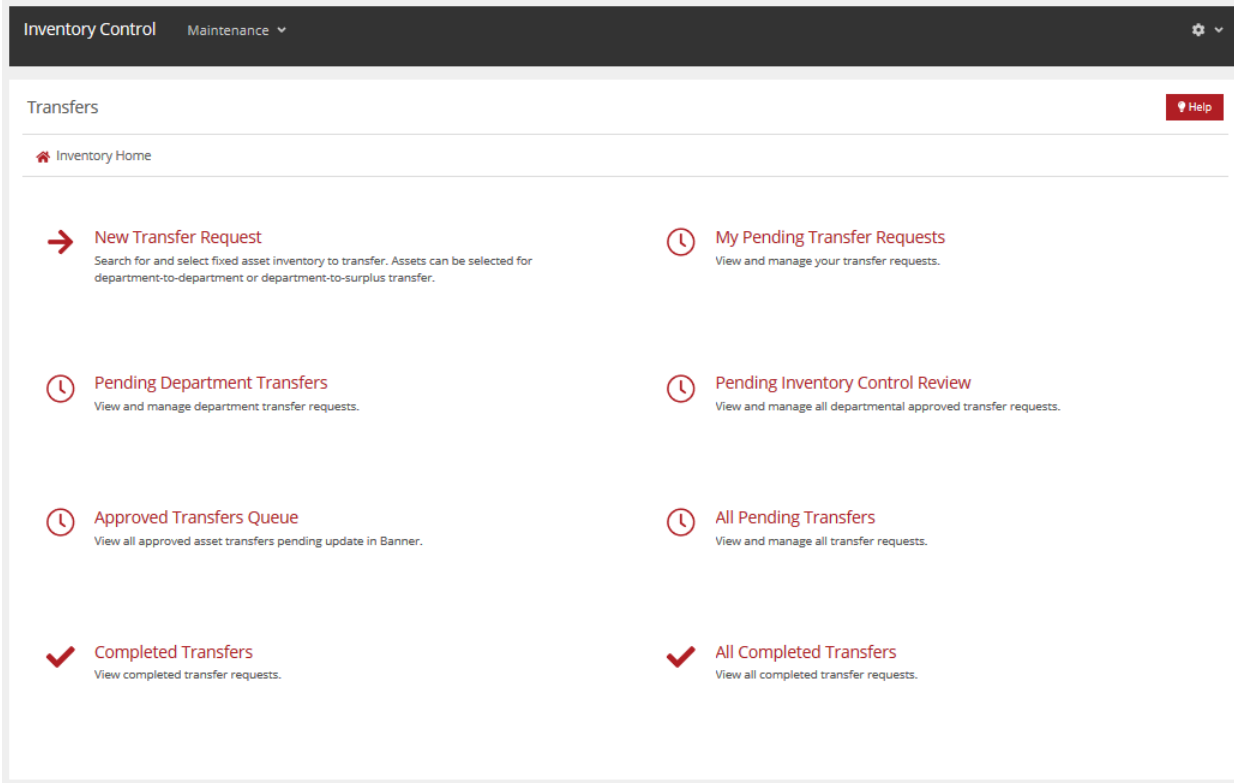 Inventory Control Maintenance
Transfers
Help
Inventory Home
New Transfer Request
Search for and select fixed asset inventory to transfer. Assets can be selected for
department-to-department or department-to-surplus transfer.
My Pending Transfer Requests
View and manage your transfer requests.
Pending Department Transfers
View and manage department transfer requests.
Pending Inventory Control Review
View and manage all departmental approved transfer requests.
Approved Transfers Queue
View all approved asset transfers pending update in Banner.
All Pending Transfers
View and manage all transfer requests.
Completed Transfers
View completed transfer requests.
All Completed Transfers
View all completed transfer requests.